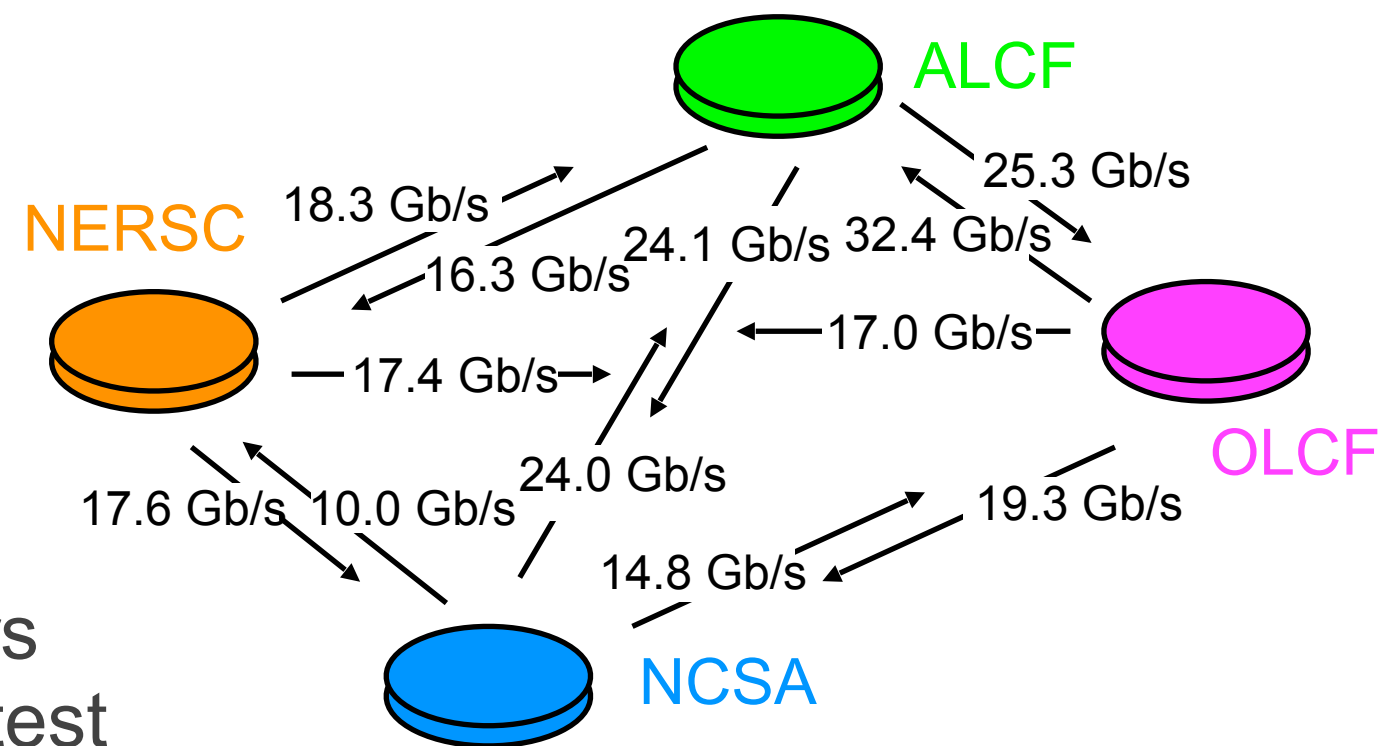 ALCF
25.3 Gb/s
18.3 Gb/s
NERSC
24.1 Gb/s
32.4 Gb/s
16.3 Gb/s
17.0 Gb/s
17.4 Gb/s
OLCF
24.0 Gb/s
17.6 Gb/s
10.0 Gb/s
19.3 Gb/s
14.8 Gb/s
NCSA